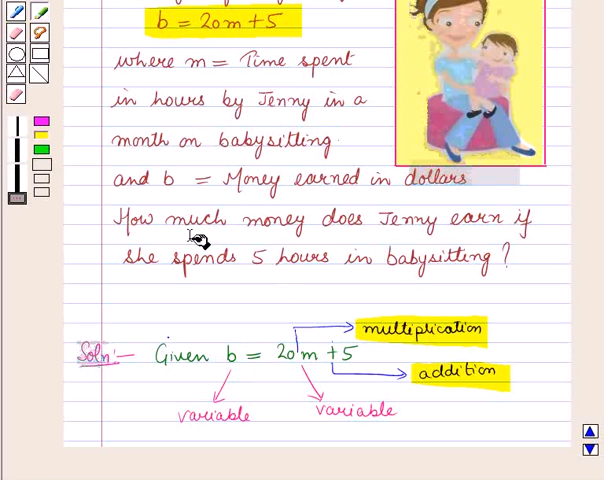 b = 20m + 5
where m = Time spent
in hours by Jenny in a
month on babysitting.
and b = Money earned in dollars
How much money does Jenny earn if
she spends 5 hours in babysitting?
multiplication
Soln:- Given b = 20m + 5
addition
variable variable